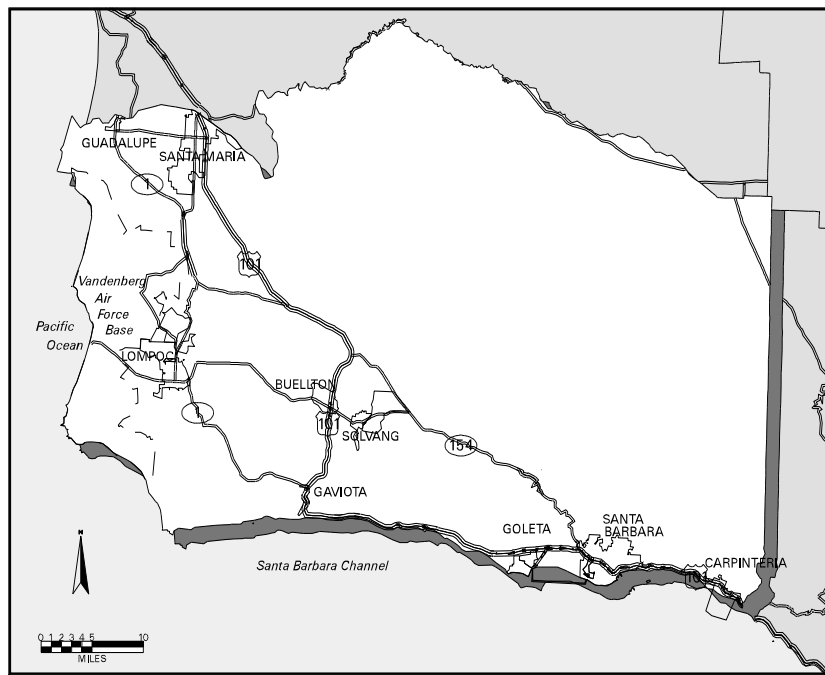 GUADALUPE
SANTA MARIA
1
101
Vandenberg
Air
Force
Base
Pacific
Ocean
LOMPOC
BUELLTON
1
101
SOLVANG
154
GAVIOTA
GOLETA
SANTA
BARBARA
CARPINTERIA
101
N
Santa Barbara Channel
0 1 2 3 4 5 10
MILES